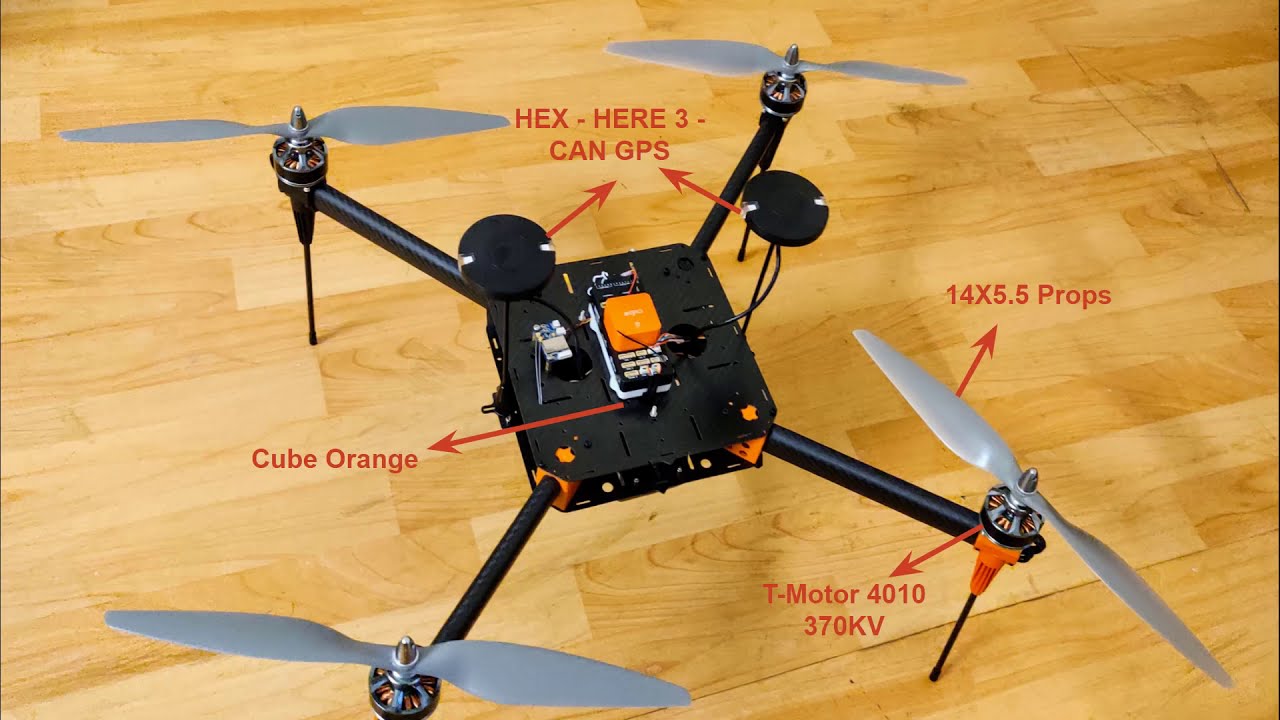 HEX - HERE 3 -
CAN GPS
14X5.5 Props
Cube Orange
T-Motor 4010
370KV